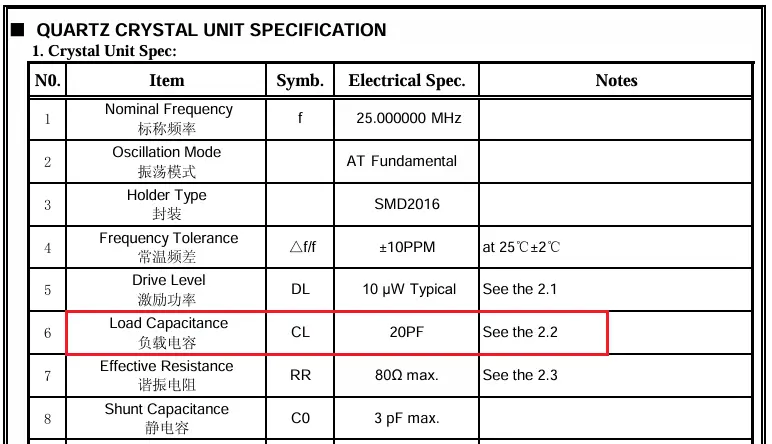 ■ QUARTZ CRYSTAL UNIT SPECIFICATION
1. Crystal Unit Spec:
N0. Item Symb. Electrical Spec. Notes
1 Nominal Frequency 标称频率 f 25.000000 MHz
2 Oscillation Mode 振荡模式 AT Fundamental
3 Holder Type 封装 SMD2016
4 Frequency Tolerance 常温频差 △f/f ±10PPM at 25℃±2℃
5 Drive Level 激励功率 DL 10 µW Typical See the 2.1
6 Load Capacitance 负载电容 CL 20PF See the 2.2
7 Effective Resistance 谐振电阻 RR 80Ω max. See the 2.3
8 Shunt Capacitance 静电容 C0 3 pF max.